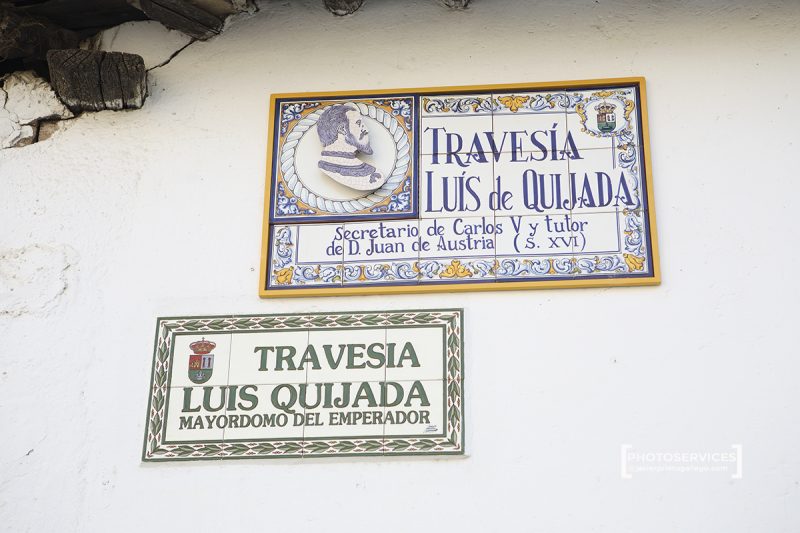 TRAVESÍA
LUÍS de QUIJADA
Secretario de Carlos V y tutor
de D. Juan de Austria (S. XVI)
TRAVESIA
LUIS QUIJADA
MAYORDOMO DEL EMPERADOR
PHOTOSERVICES